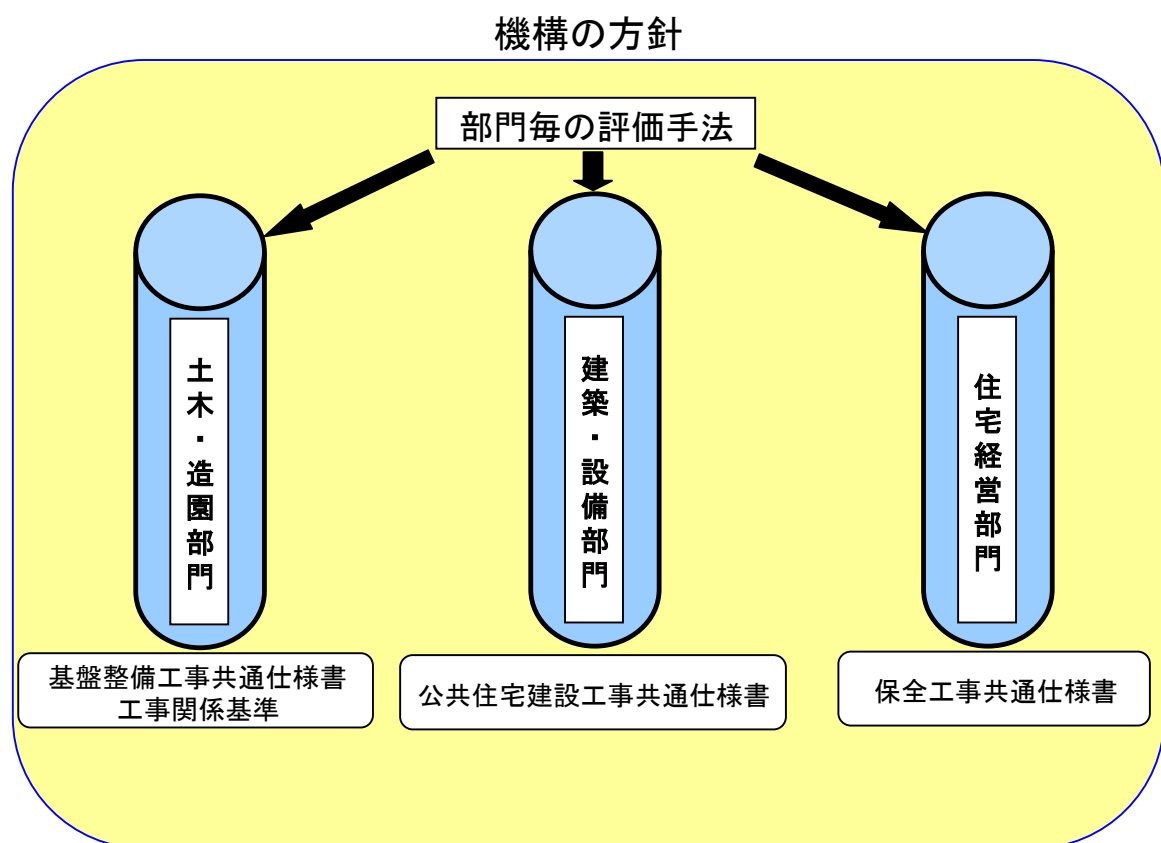 機構の方針
部門毎の評価手法
土木・造園部門
建築・設備部門
住宅経営部門
基盤整備工事共通仕様書
工事関係基準
公共住宅建設工事共通仕様書
保全工事共通仕様書